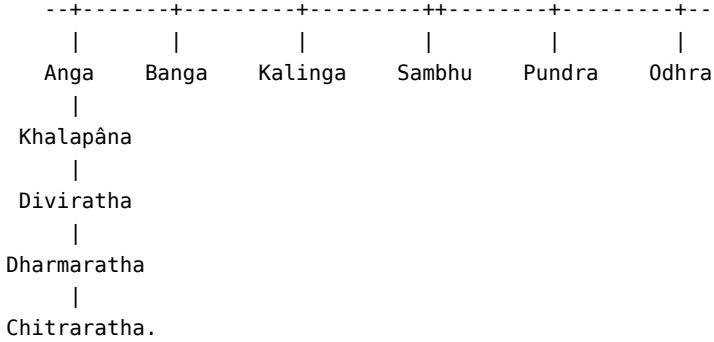 Anga Banga Kalinga Sambhu Pundra Odhra
Khalapâna
Diviratha
Dharmaratha
Chitraratha.